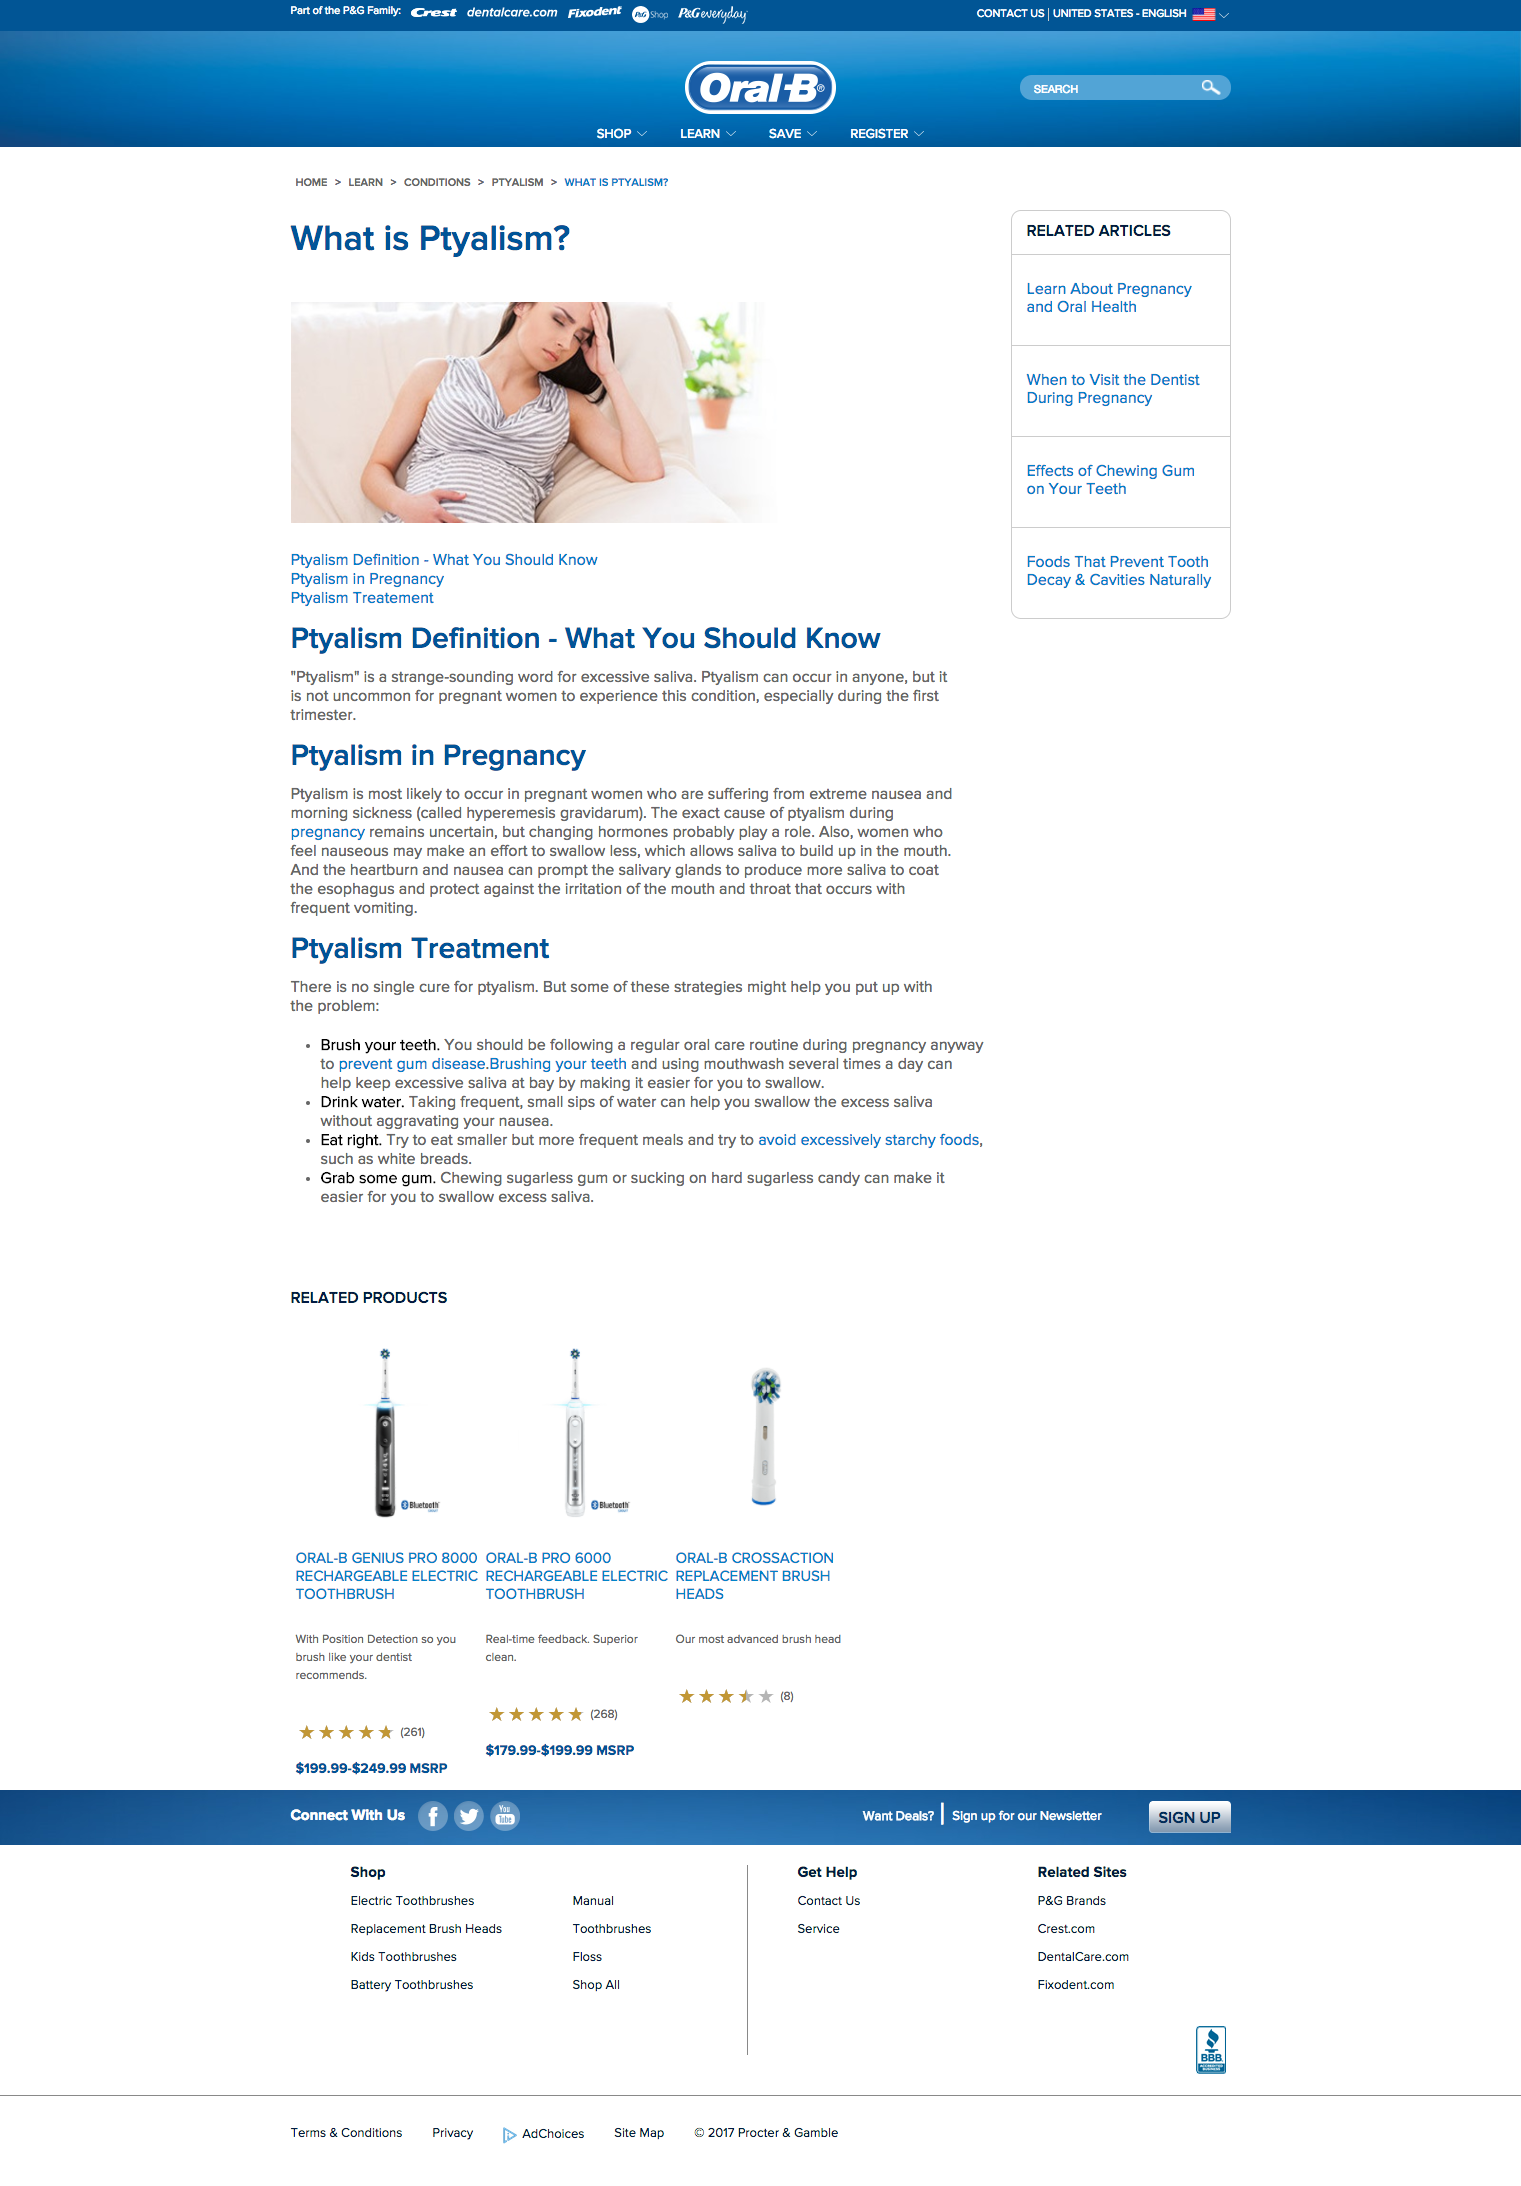 Part of the P&G Family: Crest dentalcare.com Fixodent P&G Shop P&Geveryday
CONTACT US | UNITED STATES - ENGLISH
Oral-B®
SEARCH
SHOP LEARN SAVE REGISTER
HOME > LEARN > CONDITIONS > PTYALISM > WHAT IS PTYALISM?
What is Ptyalism?
Ptyalism Definition - What You Should Know
Ptyalism in Pregnancy
Ptyalism Treatement
Ptyalism Definition - What You Should Know
"Ptyalism" is a strange-sounding word for excessive saliva. Ptyalism can occur in anyone, but it
is not uncommon for pregnant women to experience this condition, especially during the first
trimester.
Ptyalism in Pregnancy
Ptyalism is most likely to occur in pregnant women who are suffering from extreme nausea and
morning sickness (called hyperemesis gravidarum). The exact cause of ptyalism during
pregnancy remains uncertain, but changing hormones probably play a role. Also, women who
feel nauseous may make an effort to swallow less, which allows saliva to build up in the mouth.
And the heartburn and nausea can prompt the salivary glands to produce more saliva to coat
the esophagus and protect against the irritation of the mouth and throat that occurs with
frequent vomiting.
Ptyalism Treatment
There is no single cure for ptyalism. But some of these strategies might help you put up with
the problem:
• Brush your teeth. You should be following a regular oral care routine during pregnancy anyway
to prevent gum disease.Brushing your teeth and using mouthwash several times a day can
help keep excessive saliva at bay by making it easier for you to swallow.
• Drink water. Taking frequent, small sips of water can help you swallow the excess saliva
without aggravating your nausea.
• Eat right. Try to eat smaller but more frequent meals and try to avoid excessively starchy foods,
such as white breads.
• Grab some gum. Chewing sugarless gum or sucking on hard sugarless candy can make it
easier for you to swallow excess saliva.
RELATED ARTICLES
Learn About Pregnancy
and Oral Health
When to Visit the Dentist
During Pregnancy
Effects of Chewing Gum
on Your Teeth
Foods That Prevent Tooth
Decay & Cavities Naturally
RELATED PRODUCTS
Bluetooth
ORAL-B GENIUS PRO 8000
RECHARGEABLE ELECTRIC
TOOTHBRUSH
With Position Detection so you
brush like your dentist
recommends.
(261)
$199.99-$249.99 MSRP
Bluetooth
ORAL-B PRO 6000
RECHARGEABLE ELECTRIC
TOOTHBRUSH
Real-time feedback. Superior
clean.
(268)
$179.99-$199.99 MSRP
ORAL-B CROSSACTION
REPLACEMENT BRUSH
HEADS
Our most advanced brush head
(8)
Connect With Us
You
Tube
Want Deals? | Sign up for our Newsletter
SIGN UP
Shop
Electric Toothbrushes
Replacement Brush Heads
Kids Toothbrushes
Battery Toothbrushes
Manual
Toothbrushes
Floss
Shop All
Get Help
Contact Us
Service
Related Sites
P&G Brands
Crest.com
DentalCare.com
Fixodent.com
BBB
Terms & Conditions Privacy AdChoices Site Map © 2017 Procter & Gamble